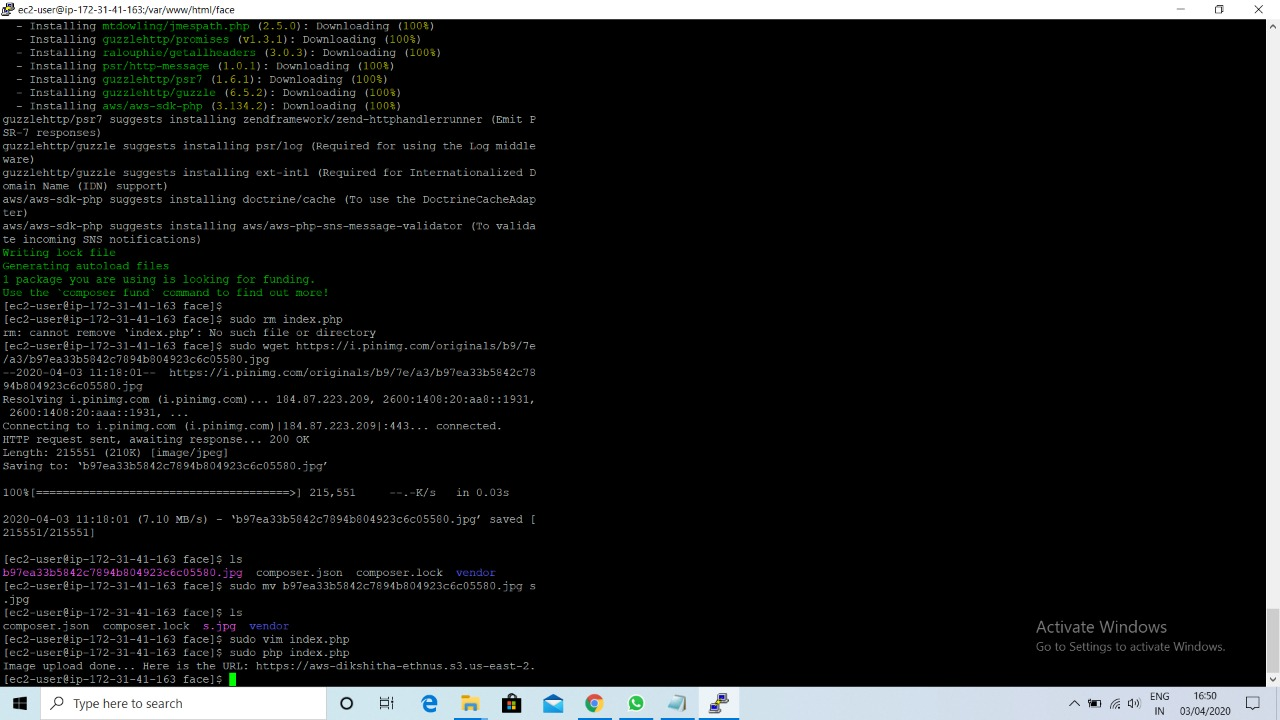 ec2-user@ip-172-31-41-163:/var/www/html/face
- Installing mtdowling/jmespath.php (2.5.0): Downloading (100%)
- Installing guzzlehttp/promises (v1.3.1): Downloading (100%)
- Installing ralouphie/getallheaders (3.0.3): Downloading (100%)
- Installing psr/http-message (1.0.1): Downloading (100%)
- Installing guzzlehttp/psr7 (1.6.1): Downloading (100%)
- Installing guzzlehttp/guzzle (6.5.2): Downloading (100%)
- Installing aws/aws-sdk-php (3.134.2): Downloading (100%)
guzzlehttp/psr7 suggests installing zendframework/zend-httphandlerrunner (Emit P
SR-7 responses)
guzzlehttp/guzzle suggests installing psr/log (Required for using the Log middle
ware)
guzzlehttp/guzzle suggests installing ext-intl (Required for Internationalized D
omain Name (IDN) support)
aws/aws-sdk-php suggests installing doctrine/cache (To use the DoctrineCacheAdap
ter)
aws/aws-sdk-php suggests installing aws/aws-php-sns-message-validator (To valida
te incoming SNS notifications)
Writing lock file
Generating autoload files
1 package you are using is looking for funding.
Use the `composer fund` command to find out more!
[ec2-user@ip-172-31-41-163 face]$
[ec2-user@ip-172-31-41-163 face]$ sudo rm index.php
rm: cannot remove ‘index.php’: No such file or directory
[ec2-user@ip-172-31-41-163 face]$ sudo wget https://i.pinimg.com/originals/b9/7e
/a3/b97ea33b5842c7894b804923c6c05580.jpg
--2020-04-03 11:18:01-- https://i.pinimg.com/originals/b9/7e/a3/b97ea33b5842c78
94b804923c6c05580.jpg
Resolving i.pinimg.com (i.pinimg.com)... 184.87.223.209, 2600:1408:20:aa8::1931,
2600:1408:20:aaa::1931, ...
Connecting to i.pinimg.com (i.pinimg.com)|184.87.223.209|:443... connected.
HTTP request sent, awaiting response... 200 OK
Length: 215551 (210K) [image/jpeg]
Saving to: ‘b97ea33b5842c7894b804923c6c05580.jpg’
100%[======================================>] 215,551 --.-K/s in 0.03s
2020-04-03 11:18:01 (7.10 MB/s) - ‘b97ea33b5842c7894b804923c6c05580.jpg’ saved [
215551/215551]
[ec2-user@ip-172-31-41-163 face]$ ls
b97ea33b5842c7894b804923c6c05580.jpg composer.json composer.lock vendor
[ec2-user@ip-172-31-41-163 face]$ sudo mv b97ea33b5842c7894b804923c6c05580.jpg s
.jpg
[ec2-user@ip-172-31-41-163 face]$ ls
composer.json composer.lock s.jpg vendor
[ec2-user@ip-172-31-41-163 face]$ sudo vim index.php
[ec2-user@ip-172-31-41-163 face]$ sudo php index.php
Image upload done... Here is the URL: https://aws-dikshitha-ethnus.s3.us-east-2.
[ec2-user@ip-172-31-41-163 face]$
Activate Windows
Go to Settings to activate Windows.
Type here to search
ENG
IN
16:50
03/04/2020